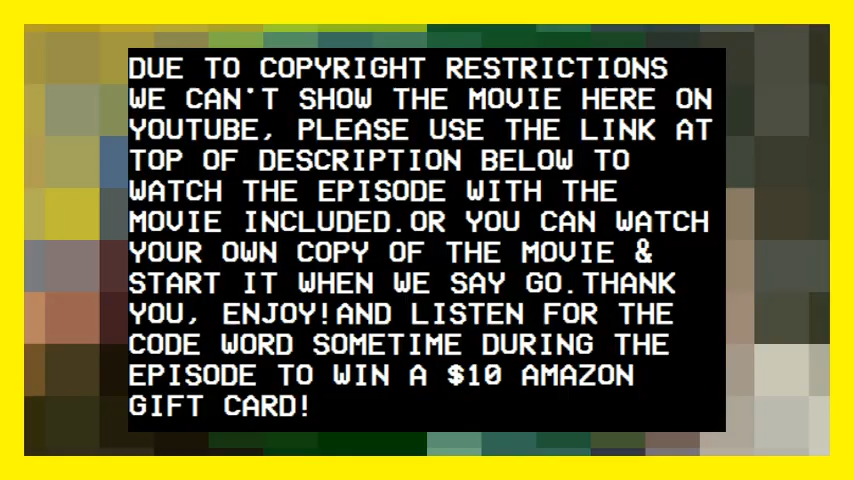 DUE TO COPYRIGHT RESTRICTIONS
WE CAN'T SHOW THE MOVIE HERE ON
YOUTUBE, PLEASE USE THE LINK AT
TOP OF DESCRIPTION BELOW TO
WATCH THE EPISODE WITH THE
MOVIE INCLUDED.OR YOU CAN WATCH
YOUR OWN COPY OF THE MOVIE &
START IT WHEN WE SAY GO.THANK
YOU, ENJOY!AND LISTEN FOR THE
CODE WORD SOMETIME DURING THE
EPISODE TO WIN A $10 AMAZON
GIFT CARD!